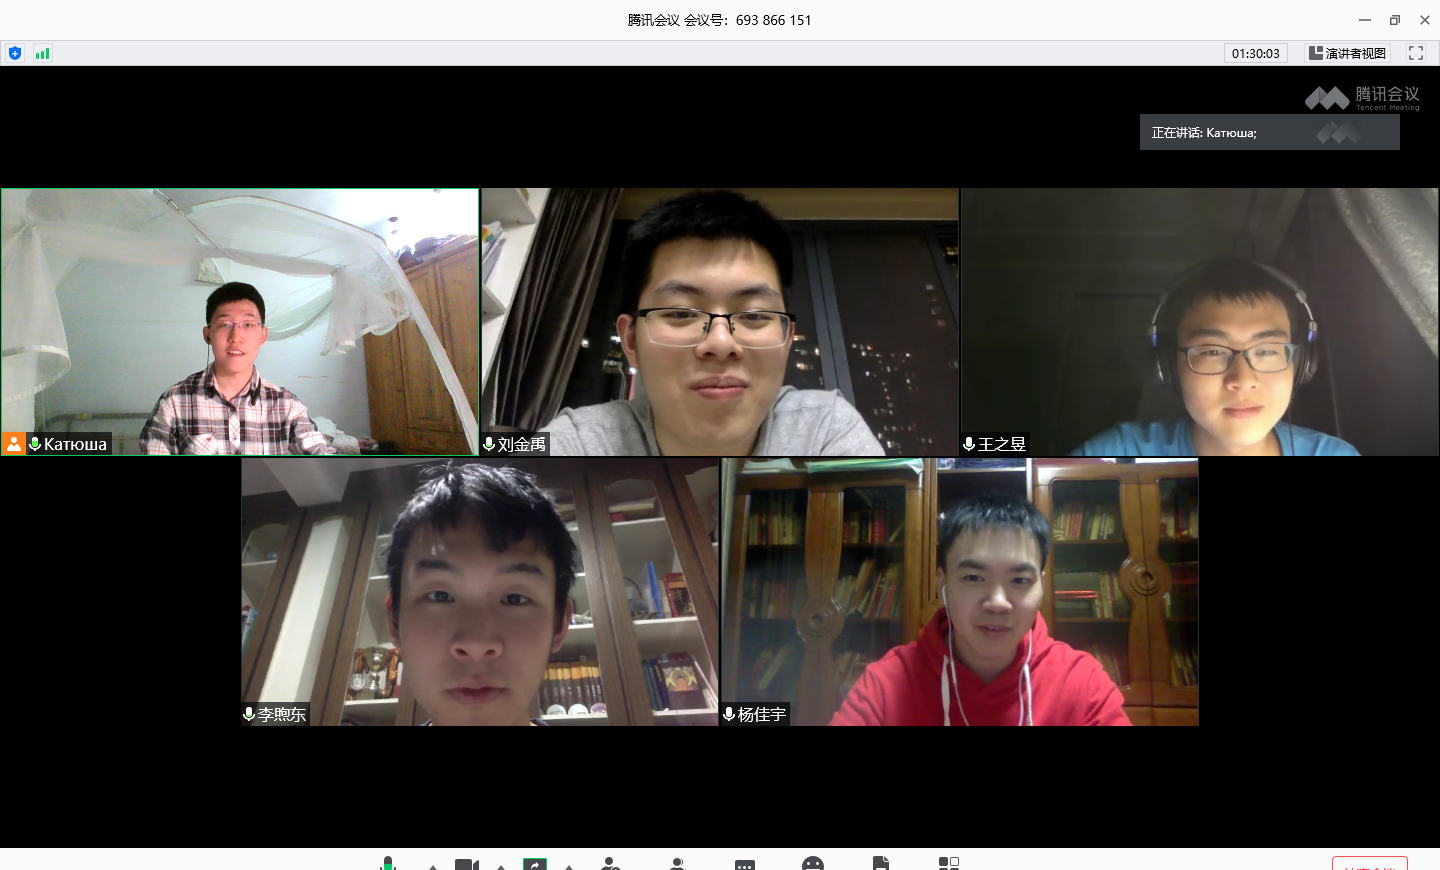 腾讯会议 会议号：693 866 151
01:30:03
演讲者视图
腾讯会议
Tencent Meeting
正在讲话: Катюша;
Катюша
刘金禹
王之昱
李煦东
杨佳宇